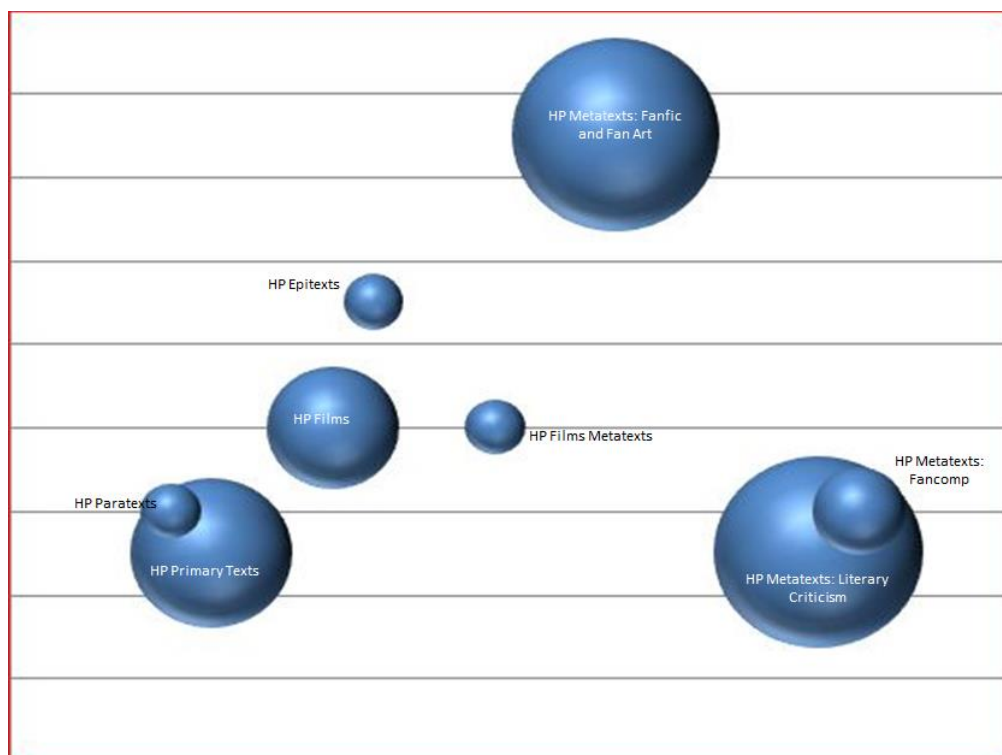 HP Metatexts: Fanfic
and Fan Art
HP Epitexts
HP Films
HP Films Metatexts
HP Metatexts:
Fancomp
HP Paratexts
HP Primary Texts
HP Metatexts: Literary
Criticism